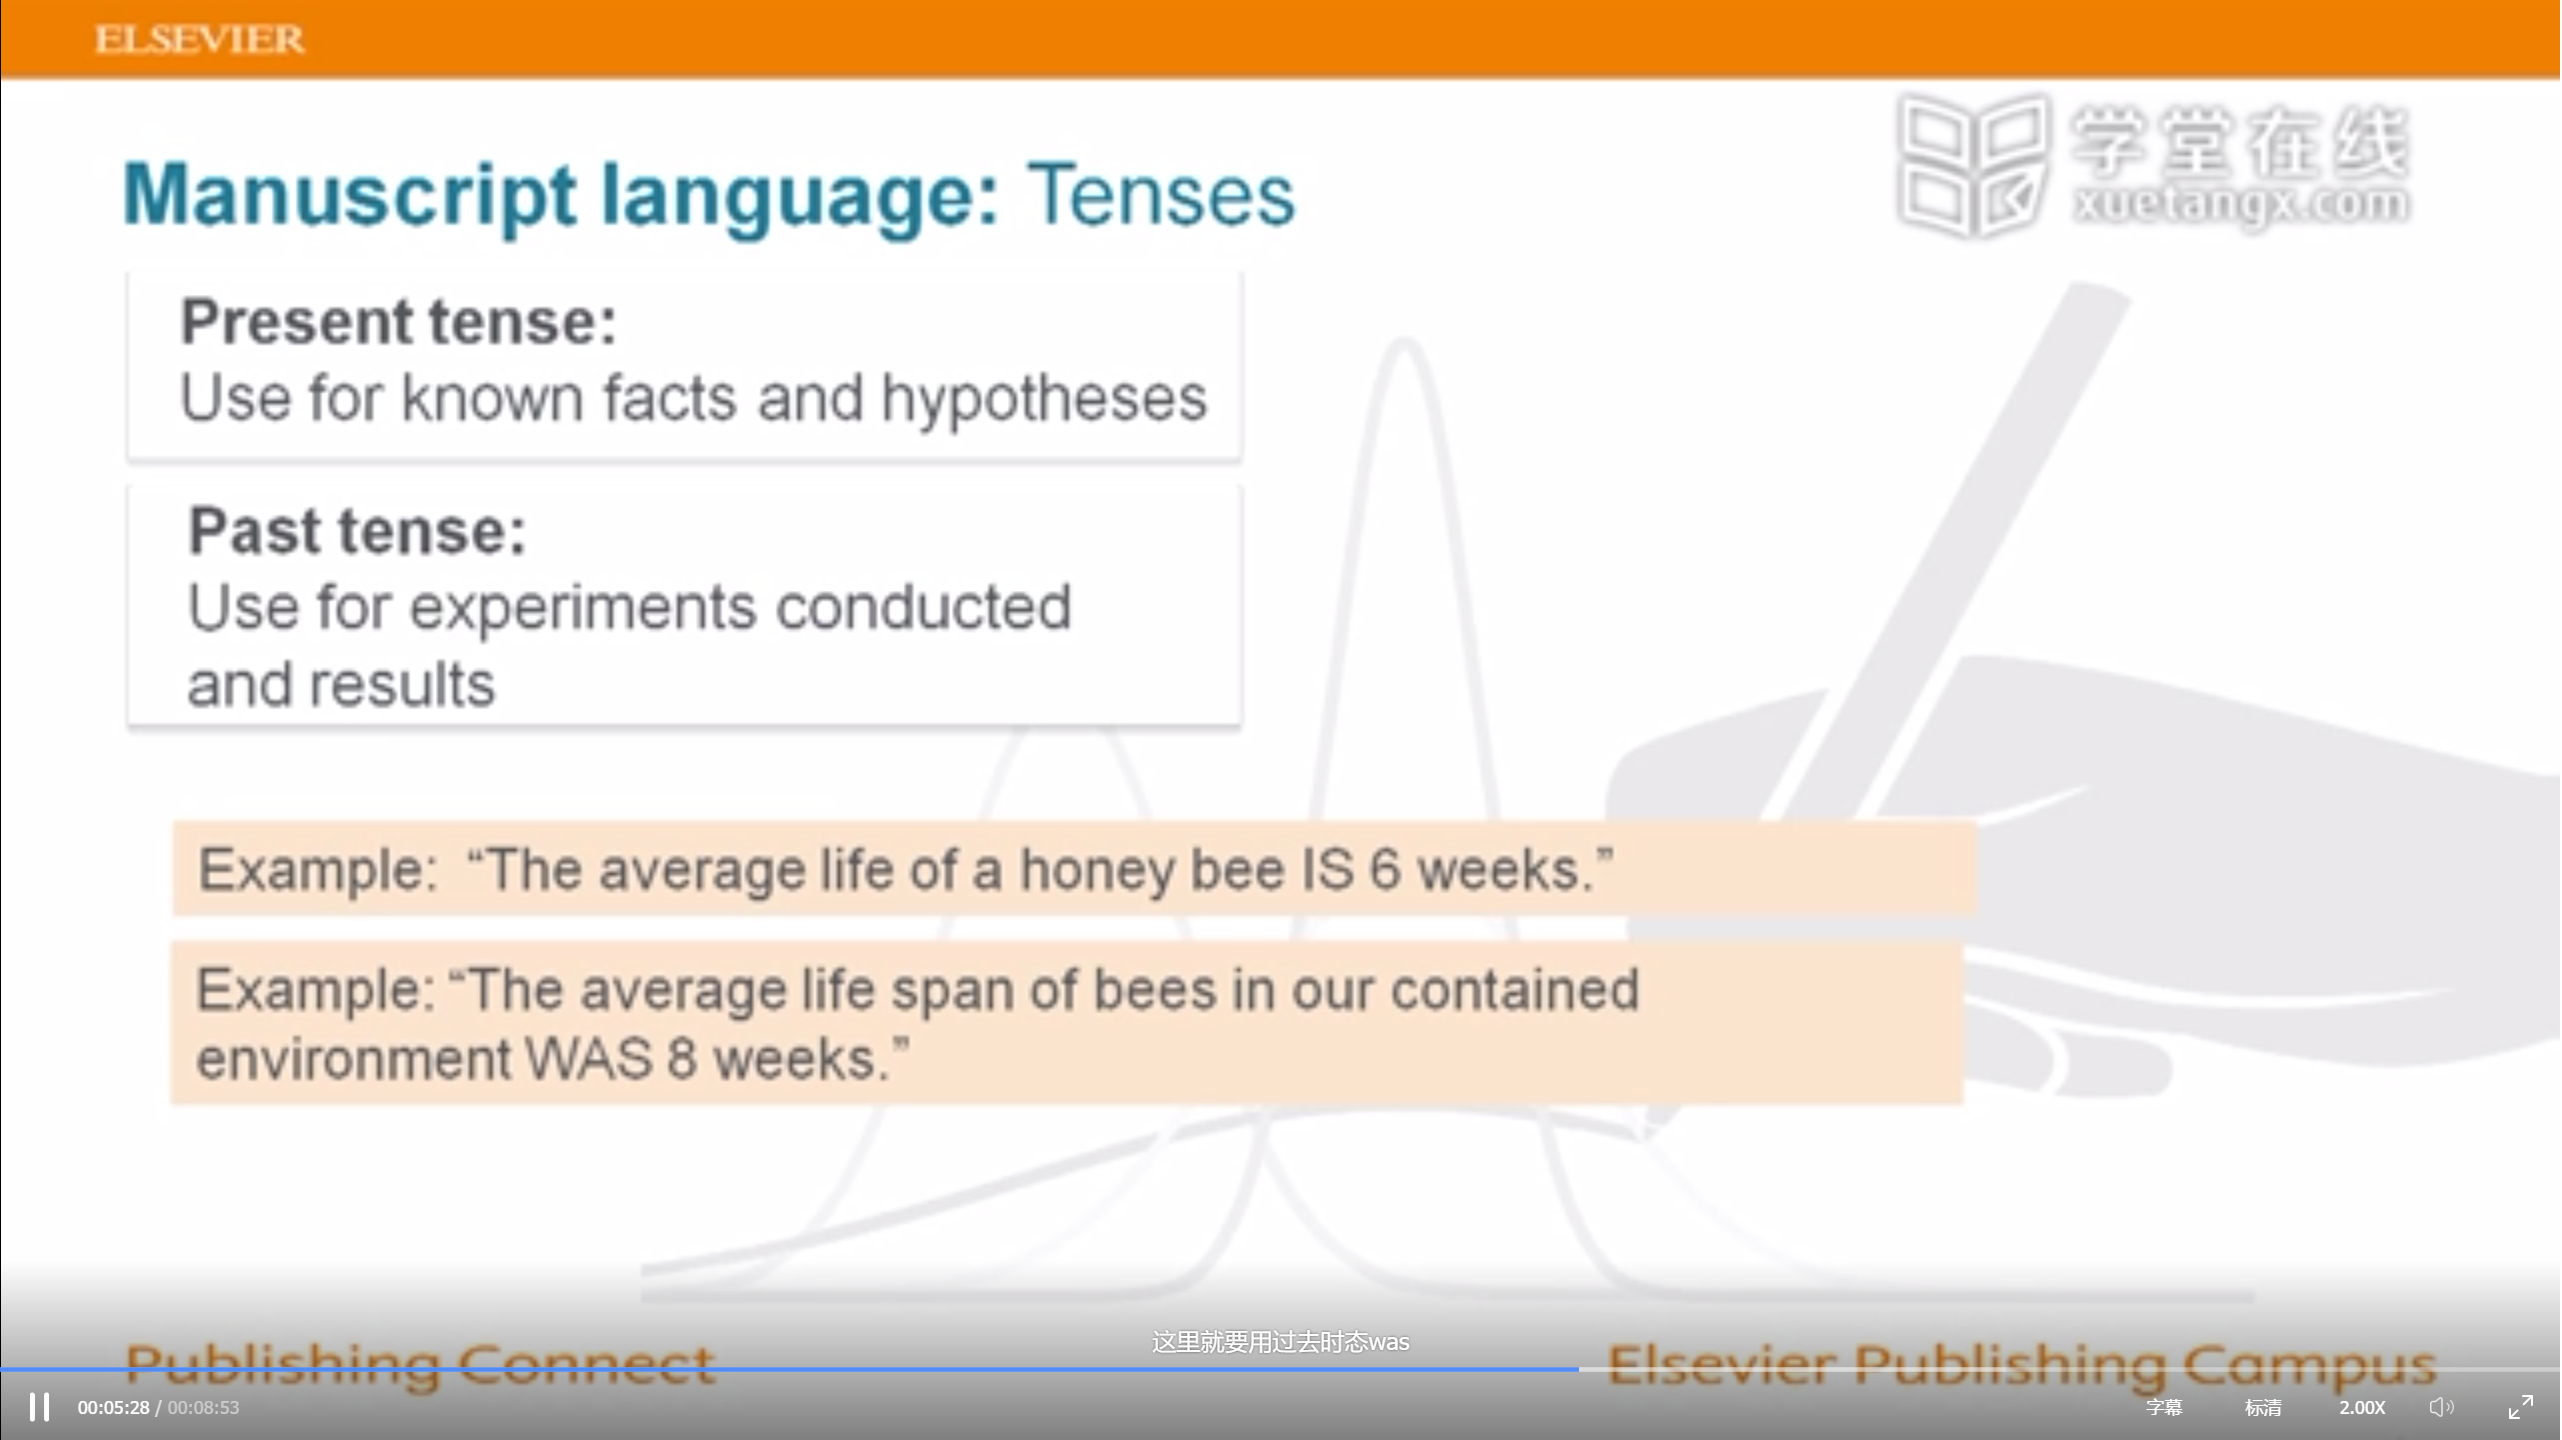 ELSEVIER
学堂在线
xuetangx.com
Manuscript language: Tenses
Present tense:
Use for known facts and hypotheses
Past tense:
Use for experiments conducted
and results
Example: “The average life of a honey bee IS 6 weeks.”
Example: “The average life span of bees in our contained
environment WAS 8 weeks.”
这里就要用过去时态was
Publishing Connect
Elsevier Publishing Campus
00:05:28 / 00:08:53
字幕
标清
2.00X